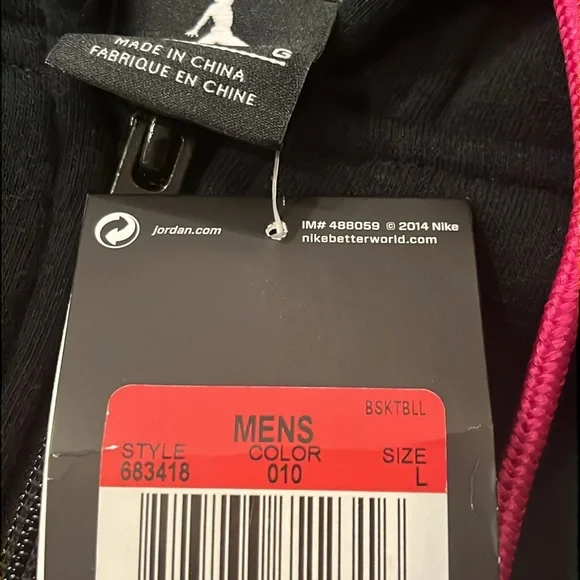 G
MADE IN CHINA
FABRIQUE EN CHINE
jordan.com
IM# 488059 © 2014 Nike
nikebetterworld.com
BSKTBLL
MENS
STYLE COLOR SIZE
683418 010 L